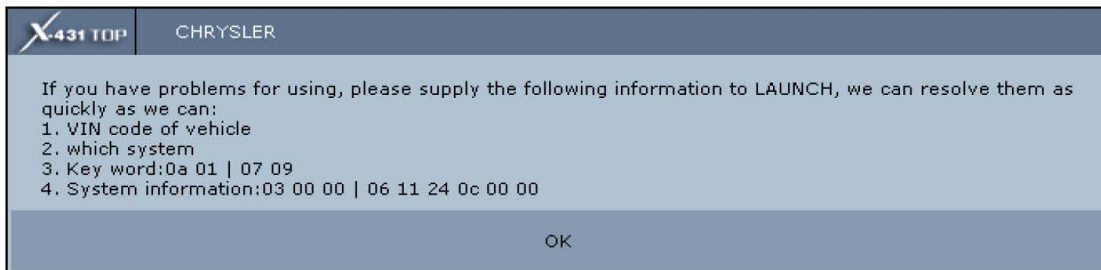 X-431 TOP
CHRYSLER
If you have problems for using, please supply the following information to LAUNCH, we can resolve them as
quickly as we can:
1. VIN code of vehicle
2. which system
3. Key word:0a 01 | 07 09
4. System information:03 00 00 | 06 11 24 0c 00 00
OK